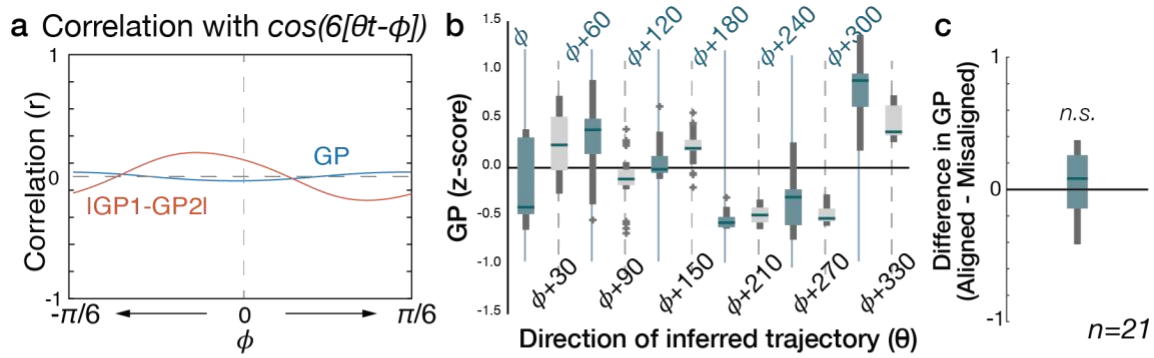 a Correlation with cos(6[θt-ϕ])
Correlation (r)
1
0
-1
GP
|GP1-GP2|
-π/6
0
π/6
ϕ
b
GP (z-score)
1.5
1.0
0.5
0.0
-0.5
-1.0
-1.5
ϕ
ϕ+60
ϕ+120
ϕ+180
ϕ+240
ϕ+300
ϕ+30
ϕ+90
ϕ+150
ϕ+210
ϕ+270
ϕ+330
Direction of inferred trajectory (θ)
c
Difference in GP
(Aligned - Misaligned)
1
0
-1
n.s.
n=21